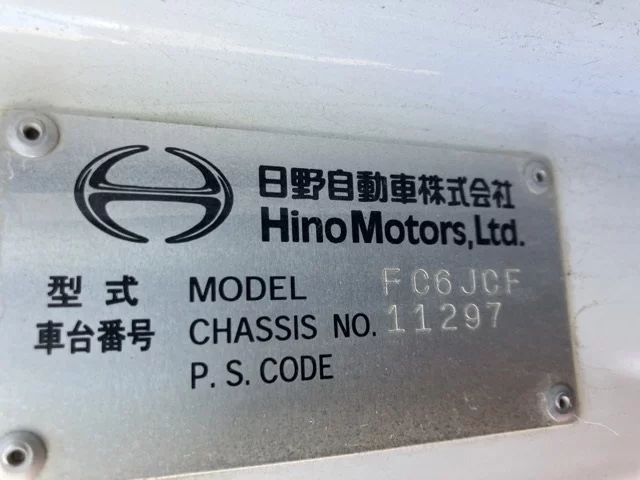 日野自動車株式会社
Hino Motors, Ltd.
型式 MODEL FC6JCF
車台番号 CHASSIS NO. 11297
P.S.CODE